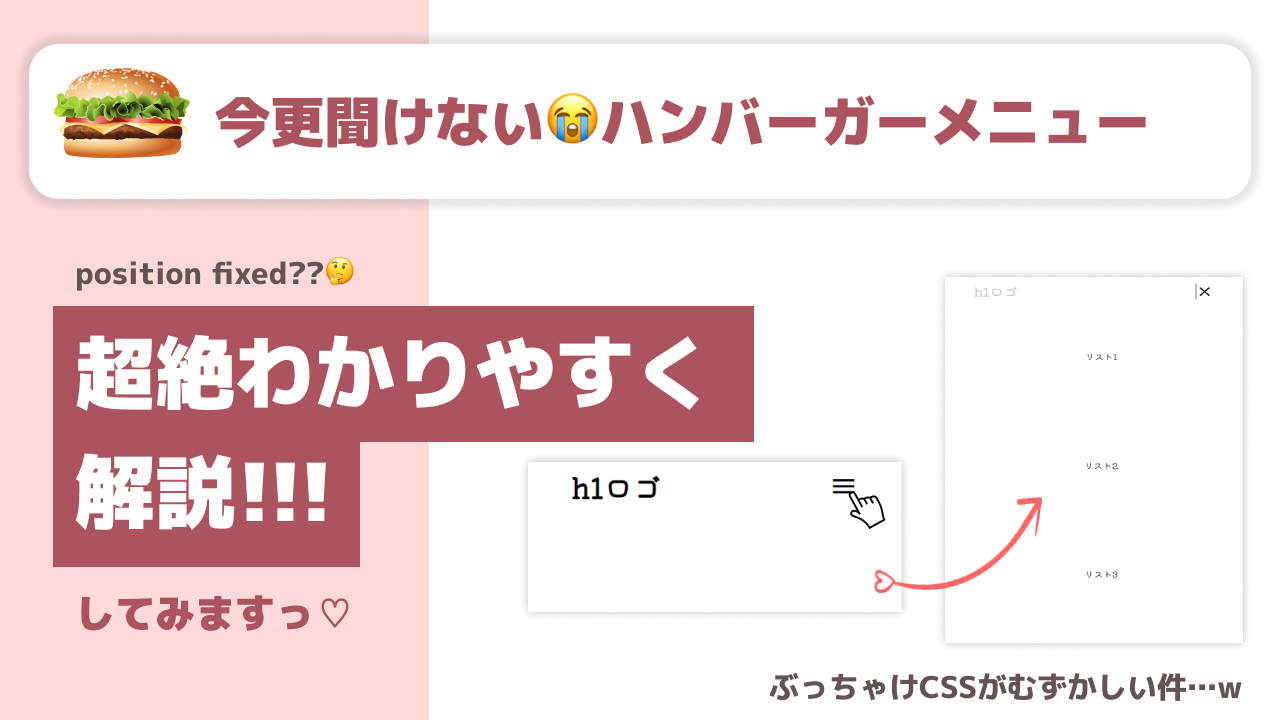 今更聞けない😭ハンバーガーメニュー
position fixed??🤔
超絶わかりやすく
解説!!!
してみますっ♡
h1ロゴ
h1ロゴ
リスト1
リスト2
リスト3
ぶっちゃけCSSがむずかしい件…w